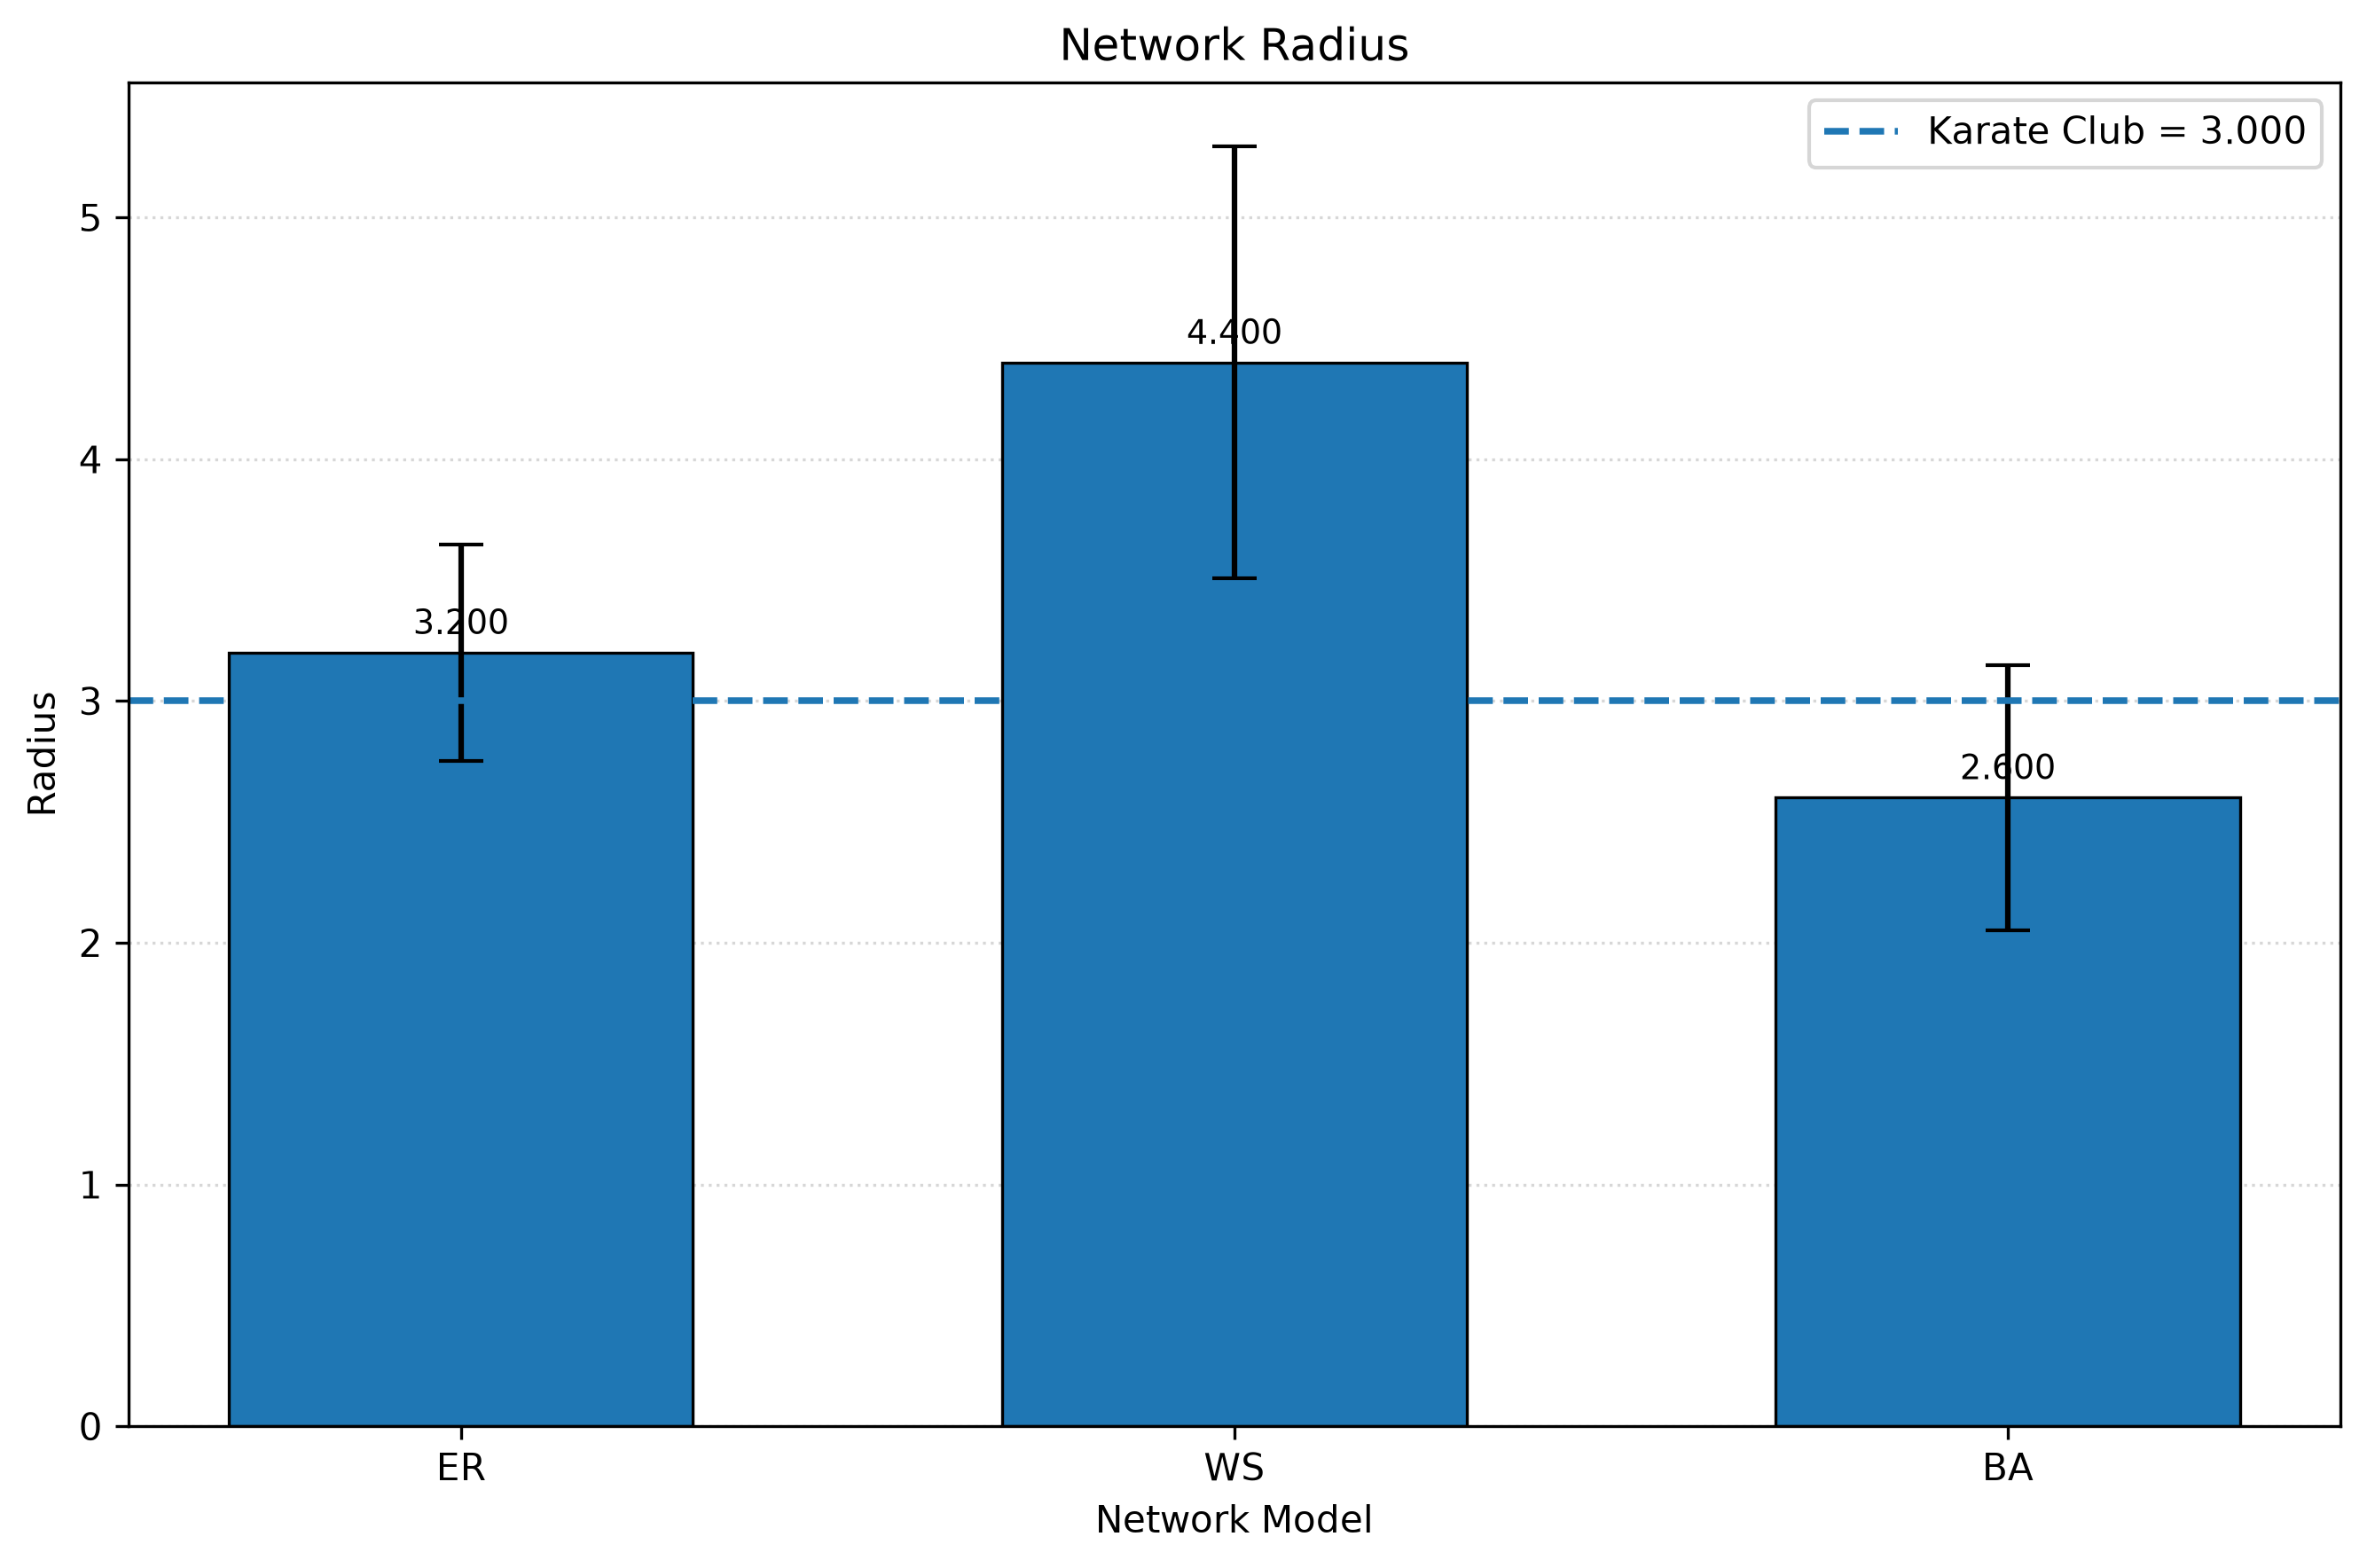 Network Radius
Karate Club = 3.000
Radius
5
4
3
2
1
0
3.200
4.400
2.600
ER
WS
BA
Network Model